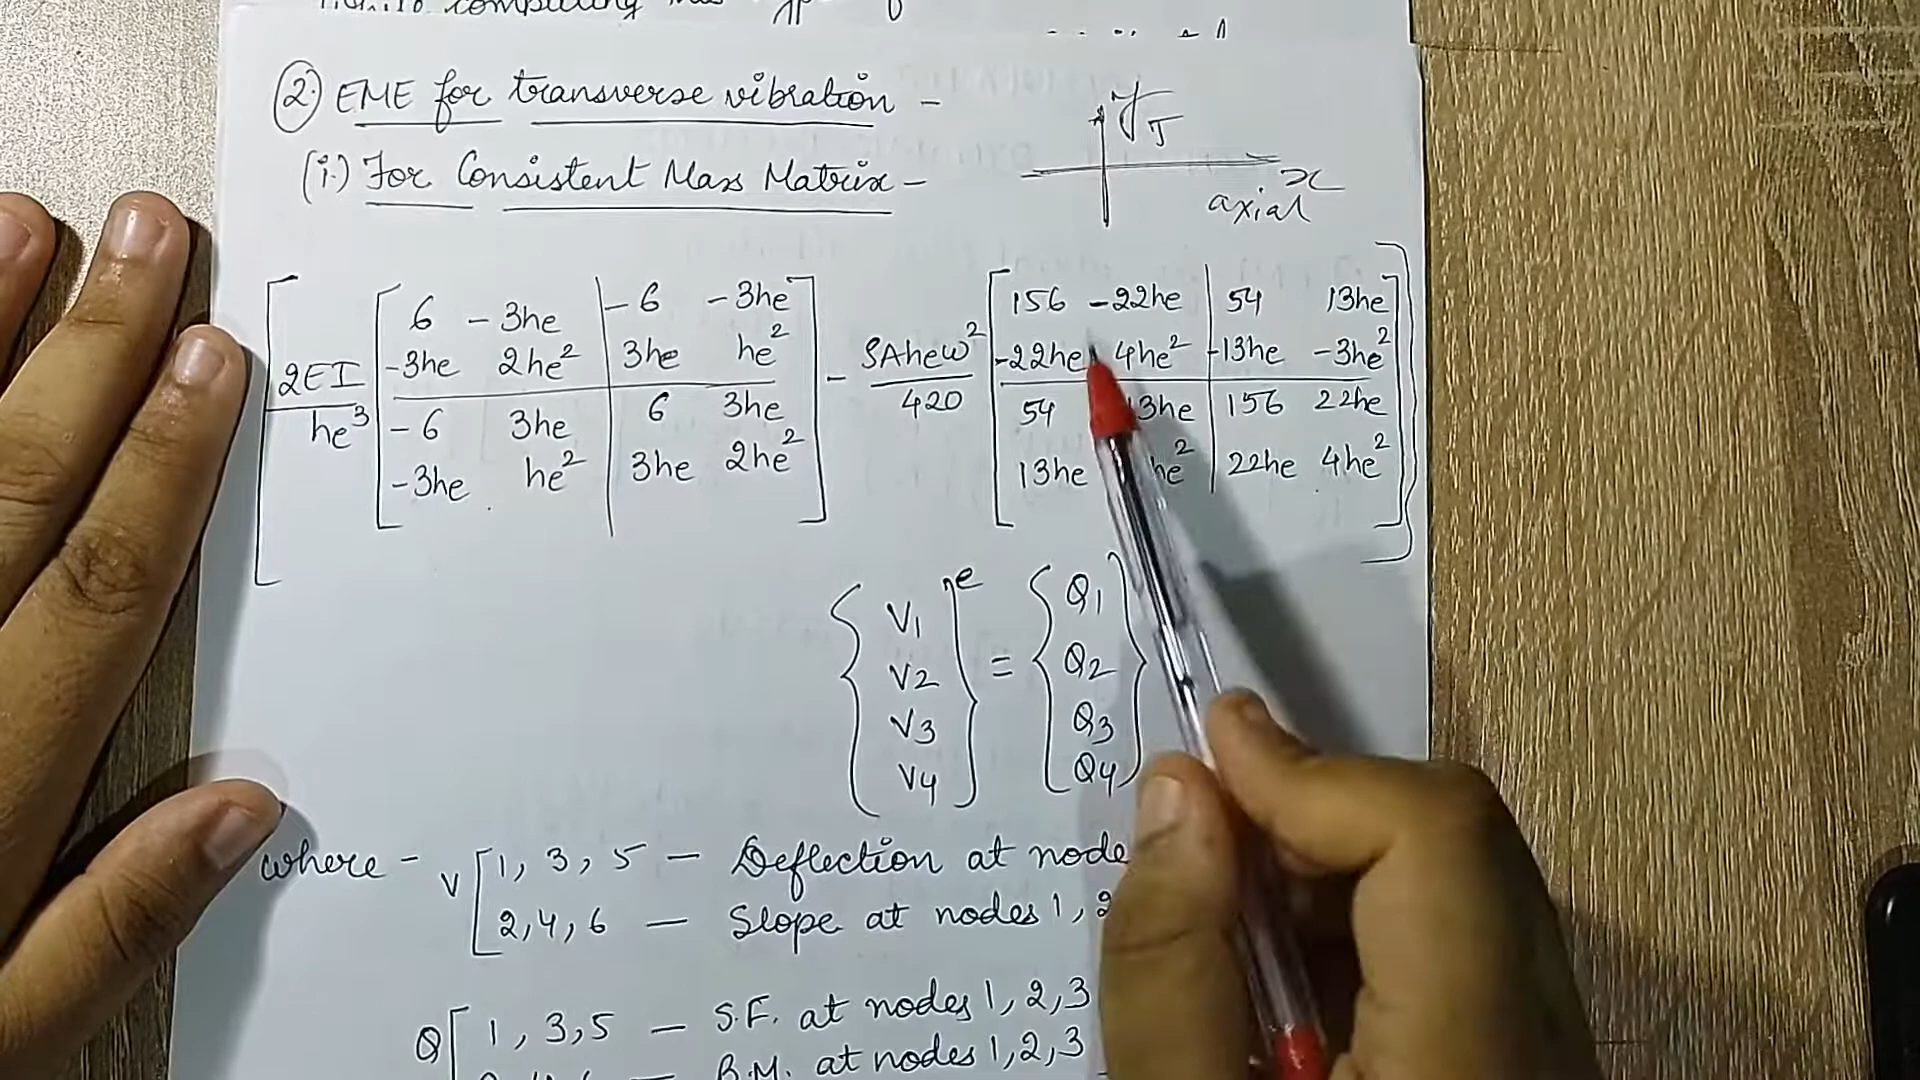 computing
② EME for transverse vibration -
(i) For Consistent Mass Matrix -
y
T
x
axial
2EI
he³
6 -3he -6 -3he
-3he 2he² 3he he²
-6 3he 6 3he
-3he he² 3he 2he²
-
ρAheω²
420
156 -22he 54 13he
-22he 4he² -13he -3he²
54 3he 156 22he
13he he² 22he 4he²
V1 e = Q1
V2 Q2
V3 Q3
V4 Q4
where - V 1, 3, 5 — Deflection at node
2, 4, 6 — Slope at nodes 1, 2
Q 1, 3, 5 — S.F. at nodes 1, 2, 3
— B.M. at nodes 1, 2, 3